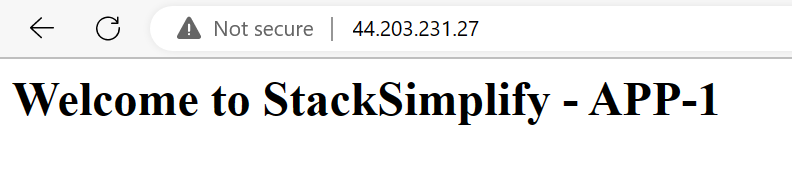 Not secure | 44.203.231.27
Welcome to StackSimplify - APP-1